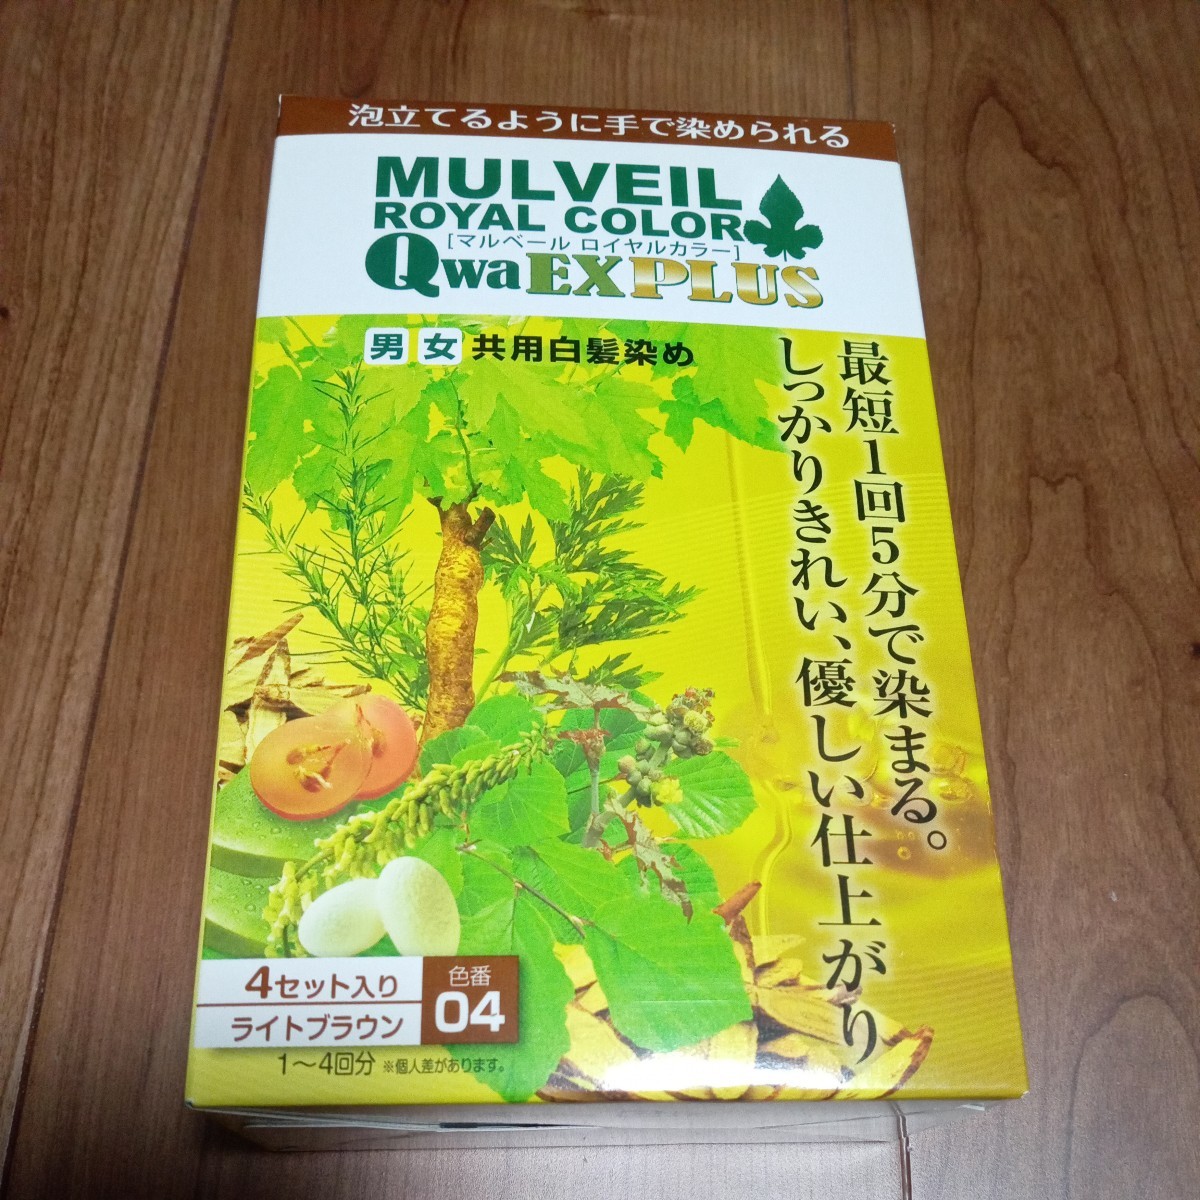 泡立てるように手で染められる
MULVEIL
ROYAL COLOR
[マルベール ロイヤルカラー]
QwaEXPLUS
男女共用白髪染め
最短1回5分で染まる。
しっかりきれい、優しい仕上がり
4セット入り
ライトブラウン
色番
04
1〜4回分 ※個人差があります。